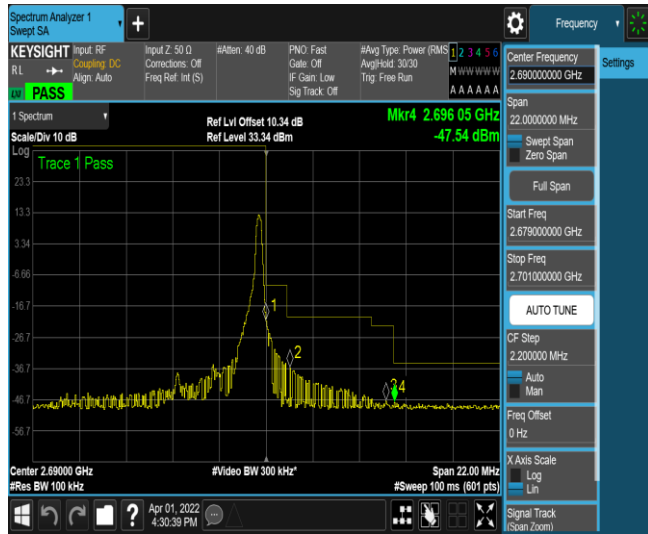 Spectrum Analyzer 1
Swept SA
Frequency
KEYSIGHT
RL
Input: RF
Coupling: DC
Align: Auto
Input Z: 50 Ω
Corrections: Off
Freq Ref: Int (S)
#Atten: 40 dB
PNO: Fast
Gate: Off
IF Gain: Low
Sig Track: Off
#Avg Type: Power (RMS
Avg|Hold: 30/30
Trig: Free Run
1 2 3 4 5 6
M W W W W W
A A A A A A
LXI PASS
1 Spectrum
Scale/Div 10 dB
Ref Lvl Offset 10.34 dB
Ref Level 33.34 dBm
Mkr4 2.696 05 GHz
-47.54 dBm
Log
Trace 1 Pass
23.3
13.3
3.34
-6.66
-16.7
-26.7
-36.7
-46.7
-56.7
1
2
3
4
Center 2.69000 GHz
#Res BW 100 kHz
#Video BW 300 kHz*
Span 22.00 MHz
#Sweep 100 ms (601 pts)
Apr 01, 2022
4:30:39 PM
Settings
Center Frequency
2.690000000 GHz
Span
22.0000000 MHz
Swept Span
Zero Span
Full Span
Start Freq
2.679000000 GHz
Stop Freq
2.701000000 GHz
AUTO TUNE
CF Step
2.200000 MHz
Auto
Man
Freq Offset
0 Hz
X Axis Scale
Log
Lin
Signal Track
(Span Zoom)